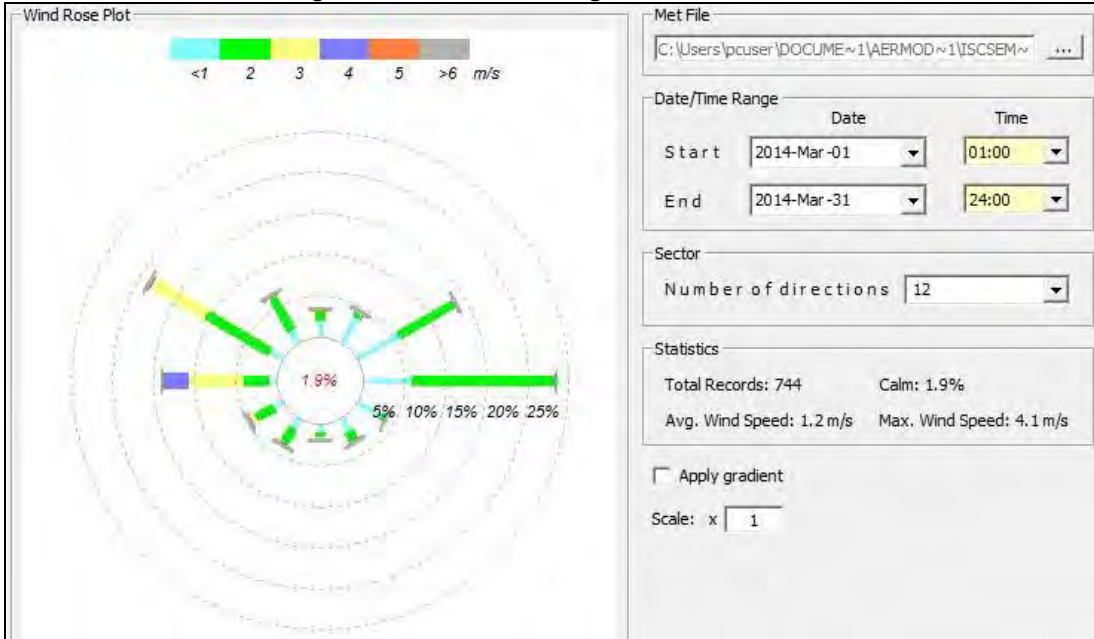 Wind Rose Plot
<1 2 3 4 5 >6 m/s
1.9%
5% 10% 15% 20% 25%
Met File
C:\Users\pcuser\DOCUME~1\AERMOD~1\ISCSEM~ ...
Date/Time Range
Date Time
Start 2014-Mar-01 01:00
End 2014-Mar-31 24:00
Sector
Number of directions 12
Statistics
Total Records: 744 Calm: 1.9%
Avg. Wind Speed: 1.2 m/s Max. Wind Speed: 4.1 m/s
Apply gradient
Scale: x 1